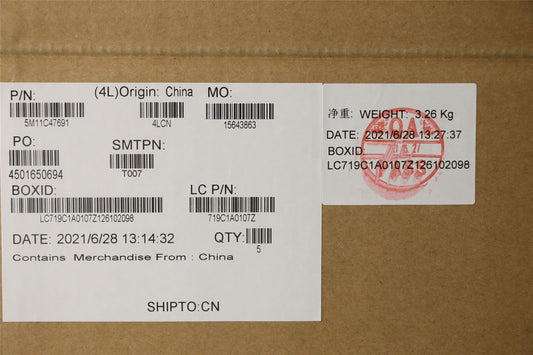 P/N: (4L)Origin: China MO:
5M11C47691 4LCN 15643863
PO: SMTPN:
4501650694 T007
BOXID: LC P/N:
LC719C1A0107Z126102098 719C1A0107Z
DATE: 2021/6/28 13:14:32 QTY:
5
Contains Merchandise From : China
SHIPTO:CN
净重: WEIGHT: 3.26 Kg
DATE: 2021/6/28 13:27:37
BOXID:
LC719C1A0107Z126102098
QA